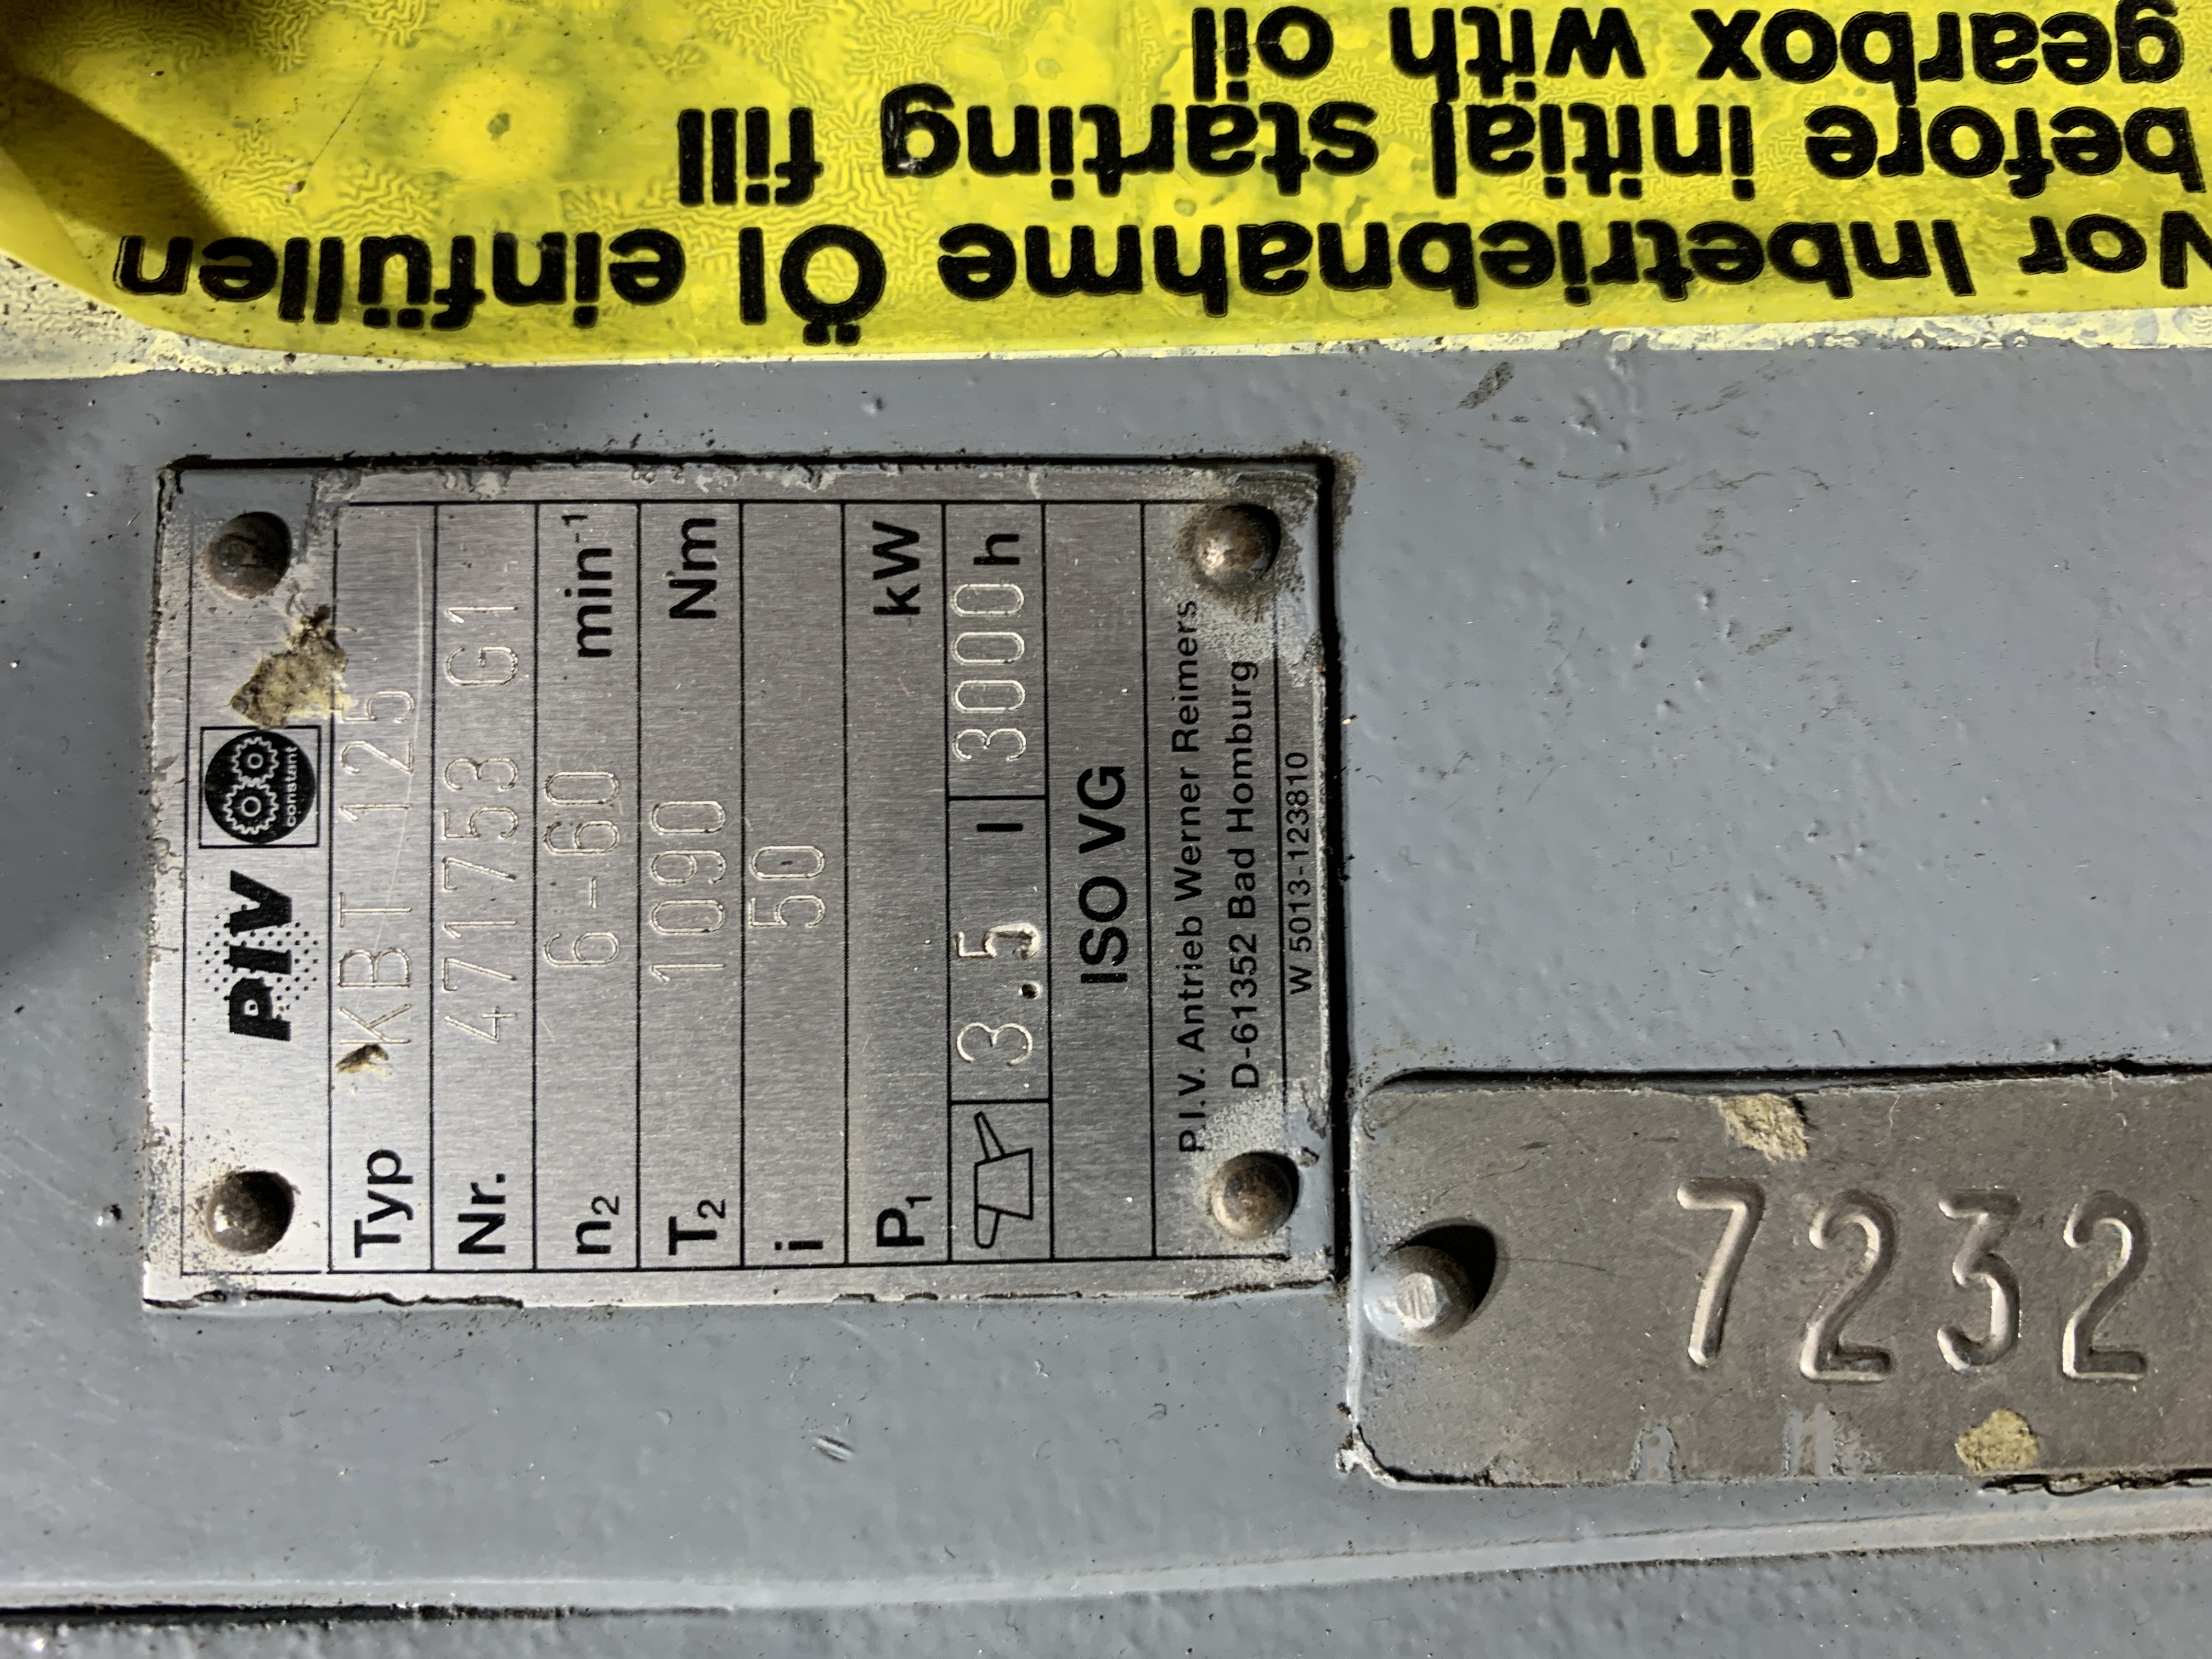 Vor Inbetriebnahme Öl einfüllen
before initial starting fill
gearbox with oil
PIV constant
Typ KBT 125
Nr. 471753 G1
n2 6-60 min-1
T2 1090 Nm
i 50
P1 kW
3.5 l 3000 h
ISO VG
P.I.V. Antrieb Werner Reimers
D-61352 Bad Homburg
W 5013-123810
7232